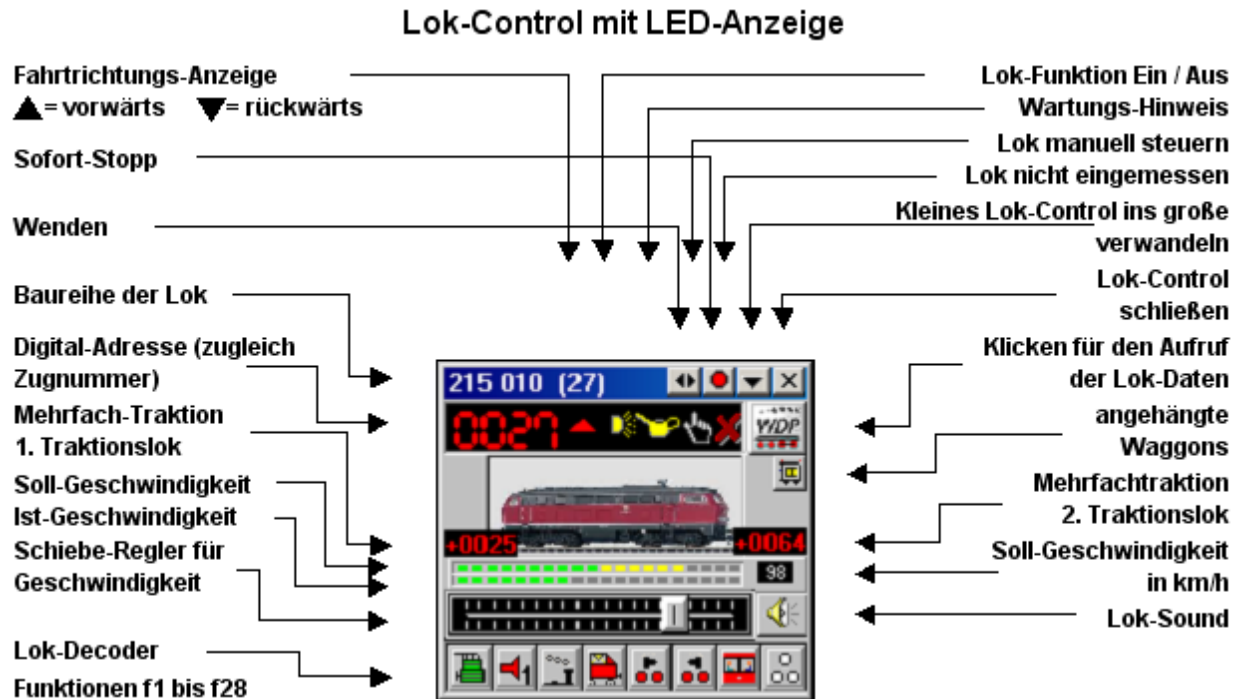 Lok-Control mit LED-Anzeige
Fahrtrichtungs-Anzeige
▲= vorwärts ▼= rückwärts
Sofort-Stopp
Wenden
Baureihe der Lok
Digital-Adresse (zugleich
Zugnummer)
Mehrfach-Traktion
1. Traktionslok
Soll-Geschwindigkeit
Ist-Geschwindigkeit
Schiebe-Regler für
Geschwindigkeit
Lok-Decoder
Funktionen f1 bis f28
Lok-Funktion Ein / Aus
Wartungs-Hinweis
Lok manuell steuern
Lok nicht eingemessen
Kleines Lok-Control ins große
verwandeln
Lok-Control
schließen
Klicken für den Aufruf
der Lok-Daten
angehängte
Waggons
Mehrfachtraktion
2. Traktionslok
Soll-Geschwindigkeit
in km/h
Lok-Sound
215 010 (27)
0027
WDP
+0025
+0064
98
1